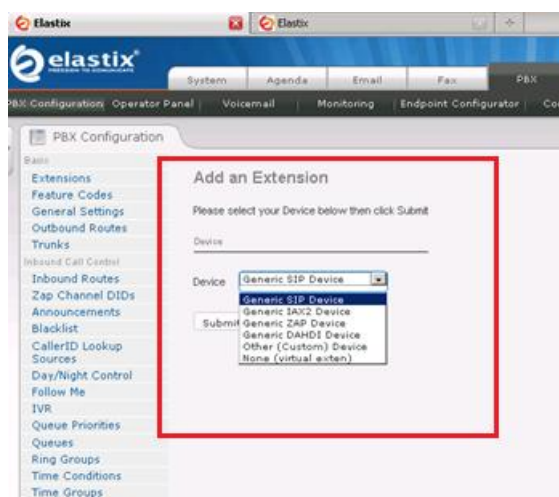 Elastix
Elastix
elastix®
PRECISION TO COMMUNICATE
System
Agenda
Email
Fax
PBX
PBX Configuration
Operator Panel
Voicemail
Monitoring
Endpoint Configurator
PBX Configuration
Basic
Extensions
Feature Codes
General Settings
Outbound Routes
Trunks
Inbound Call Control
Inbound Routes
Zap Channel DIDs
Announcements
Blacklist
CallerID Lookup
Sources
Day/Night Control
Follow Me
IVR
Queue Priorities
Queues
Ring Groups
Time Conditions
Time Groups
Add an Extension
Please select your Device below then click Submit
Device
Device
Generic SIP Device
Generic SIP Device
Generic IAX2 Device
Generic ZAP Device
Generic DAHDI Device
Other (Custom) Device
None (virtual exten)
Submit